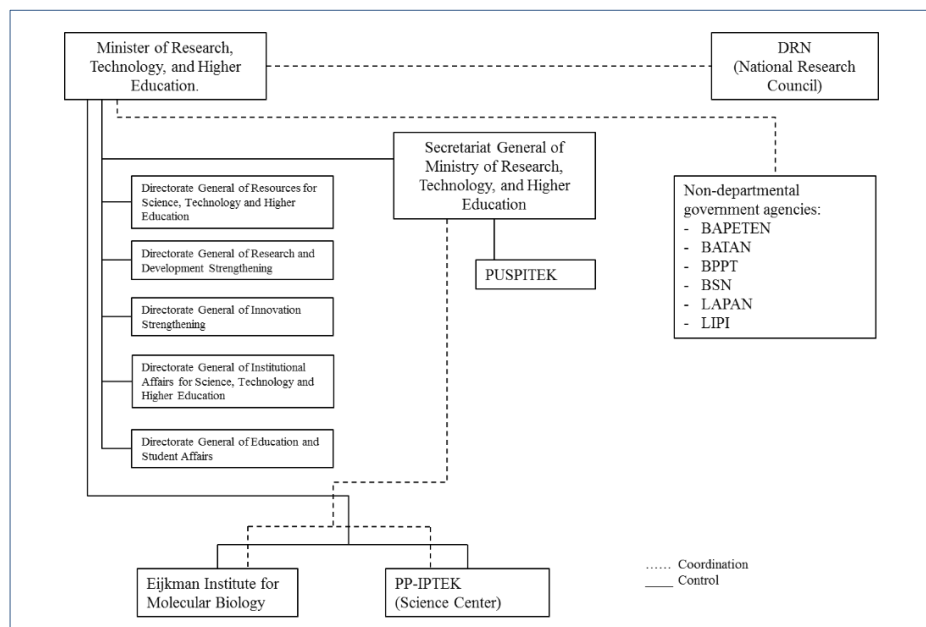 Minister of Research,
Technology, and Higher
Education.
DRN
(National Research
Council)
Secretariat General of
Ministry of Research,
Technology, and Higher
Education
Non-departmental
government agencies:
- BAPETEN
- BATAN
- BPPT
- BSN
- LAPAN
- LIPI
Directorate General of Resources for
Science, Technology and Higher
Education
Directorate General of Research and
Development Strengthening
PUSPITEK
Directorate General of Innovation
Strengthening
Directorate General of Institutional
Affairs for Science, Technology and
Higher Education
Directorate General of Education and
Student Affairs
Eijkman Institute for
Molecular Biology
PP-IPTEK
(Science Center)
...... Coordination
____ Control